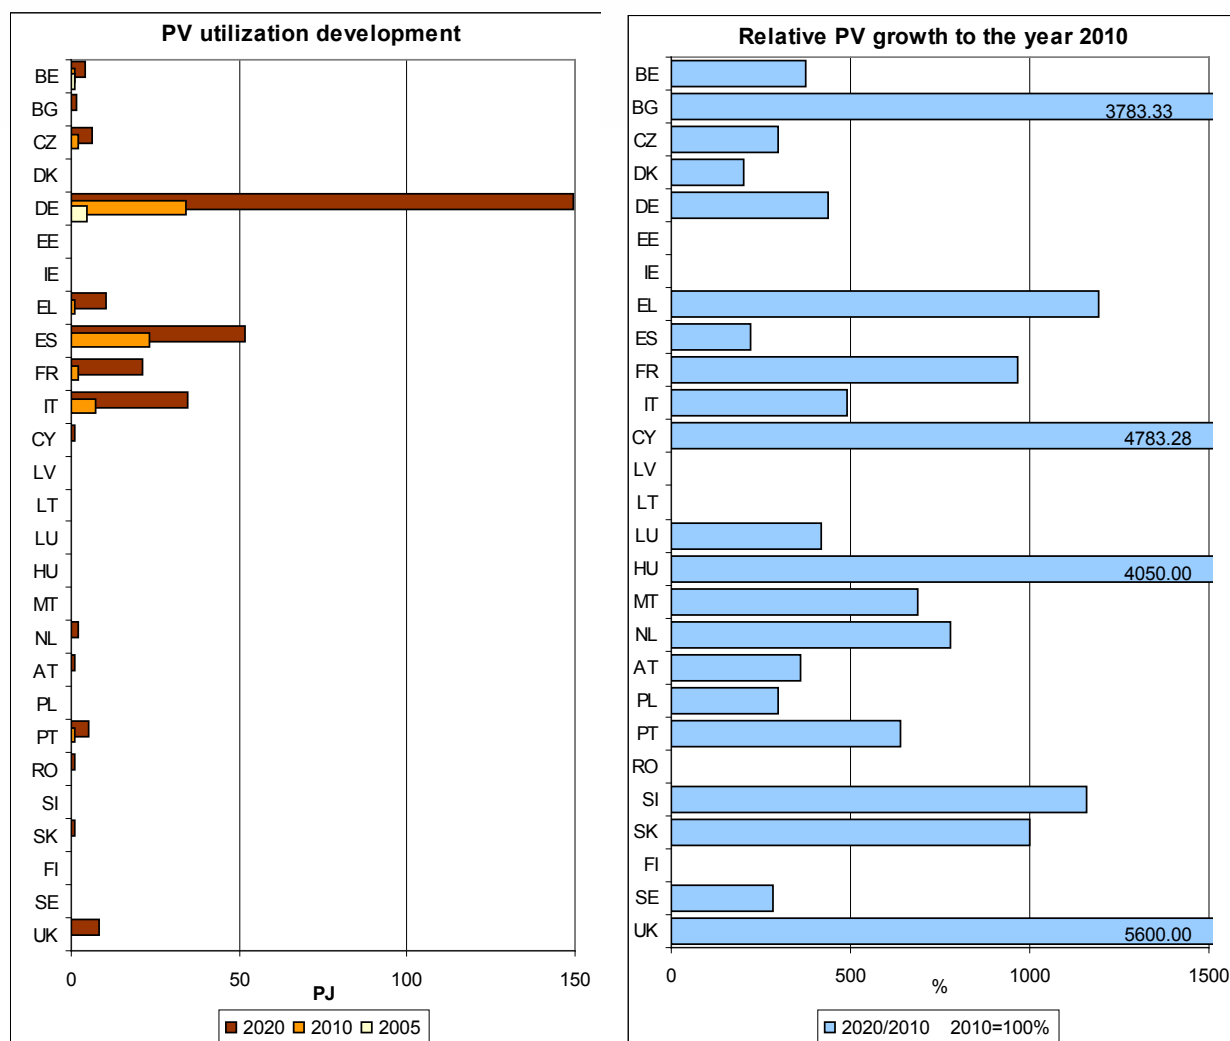 PV utilization development
BE
BG
CZ
DK
DE
EE
IE
EL
ES
FR
IT
CY
LV
LT
LU
HU
MT
NL
AT
PL
PT
RO
SI
SK
FI
SE
UK
0 50 100 150
PJ
2020 2010 2005
Relative PV growth to the year 2010
BE
BG 3783.33
CZ
DK
DE
EE
IE
EL
ES
FR
IT
CY 4783.28
LV
LT
LU
HU 4050.00
MT
NL
AT
PL
PT
RO
SI
SK
FI
SE
UK 5600.00
0 500 1000 1500
%
2020/2010 2010=100%